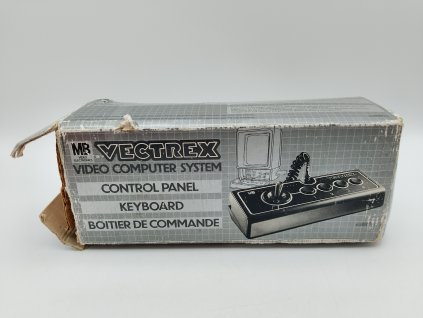 MB
VECTREX
VIDEO COMPUTER SYSTEM
CONTROL PANEL
KEYBOARD
BOITIER DE COMMANDE